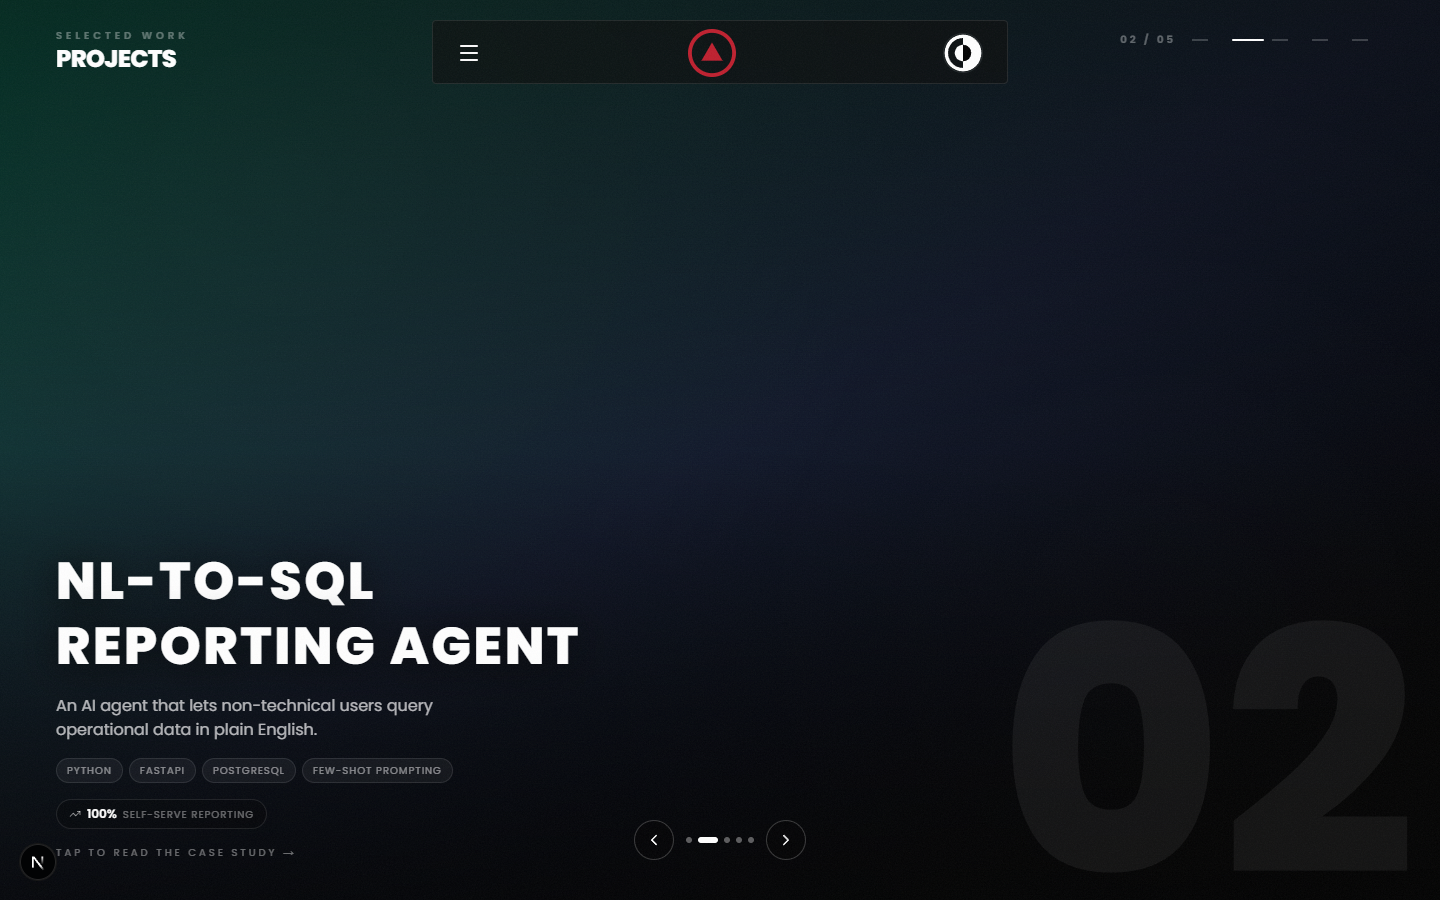 SELECTED WORK
PROJECTS
02 / 05
NL-TO-SQL
REPORTING AGENT
An AI agent that lets non-technical users query
operational data in plain English.
PYTHON FASTAPI POSTGRESQL FEW-SHOT PROMPTING
100% SELF-SERVE REPORTING
TAP TO READ THE CASE STUDY →
N
02